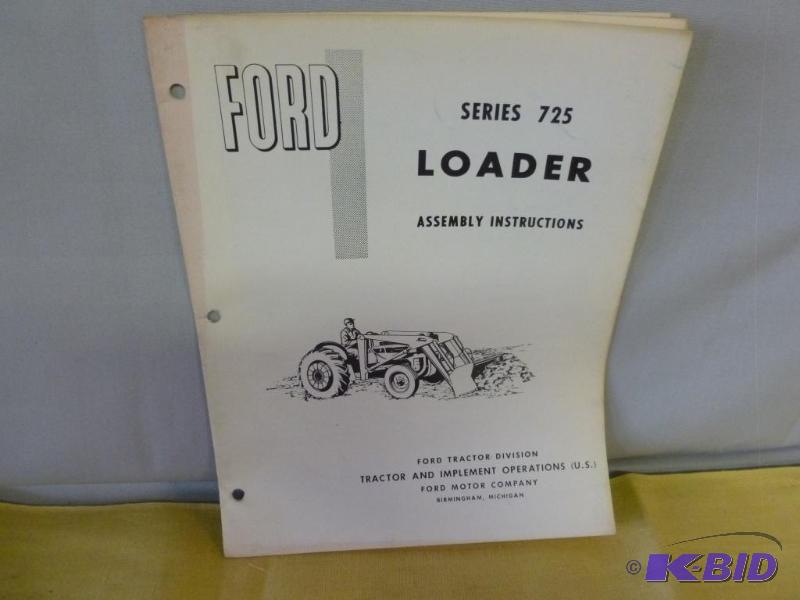 FORD
SERIES 725
LOADER
ASSEMBLY INSTRUCTIONS
FORD TRACTOR DIVISION
TRACTOR AND IMPLEMENT OPERATIONS (U.S.)
FORD MOTOR COMPANY
BIRMINGHAM, MICHIGAN
© K-BID